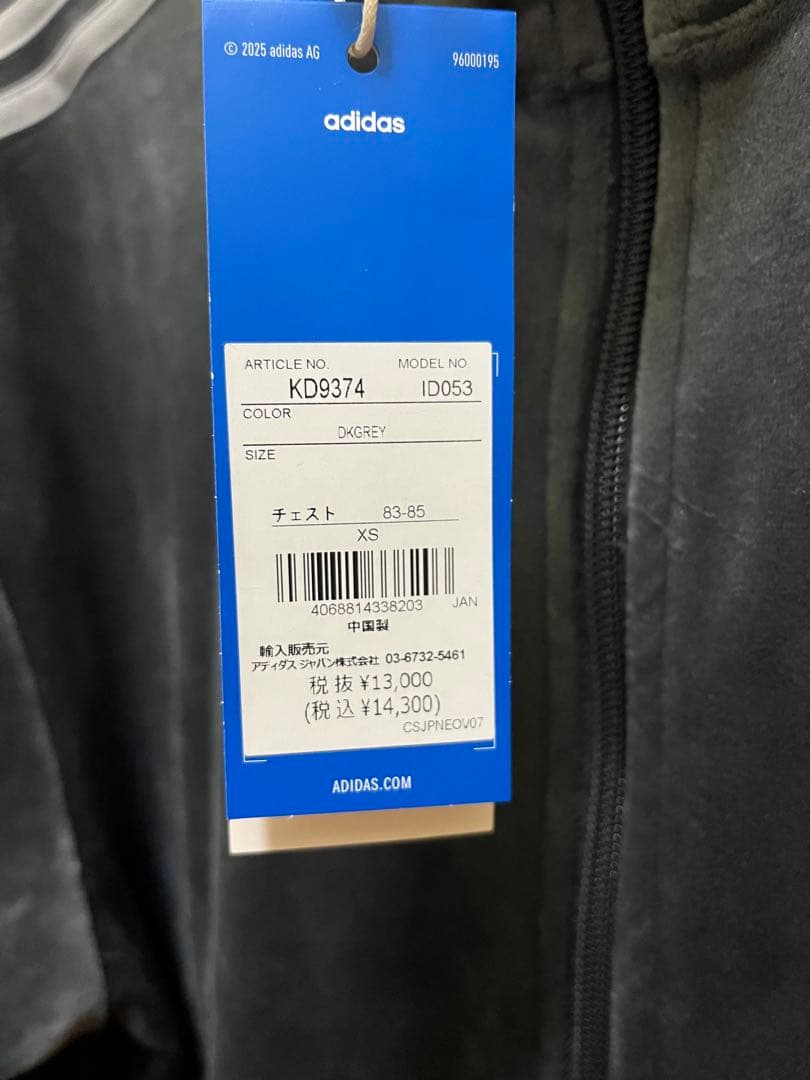 © 2025 adidas AG
96000195
adidas
ARTICLE NO. MODEL NO.
KD9374 ID053
COLOR
DKGREY
SIZE
チェスト 83-85
XS
4068814338203 JAN
中国製
輸入販売元
アディダス ジャパン株式会社 03-6732-5461
税抜 ¥13,000
(税込 ¥14,300)
CSJPNEOV07
ADIDAS.COM